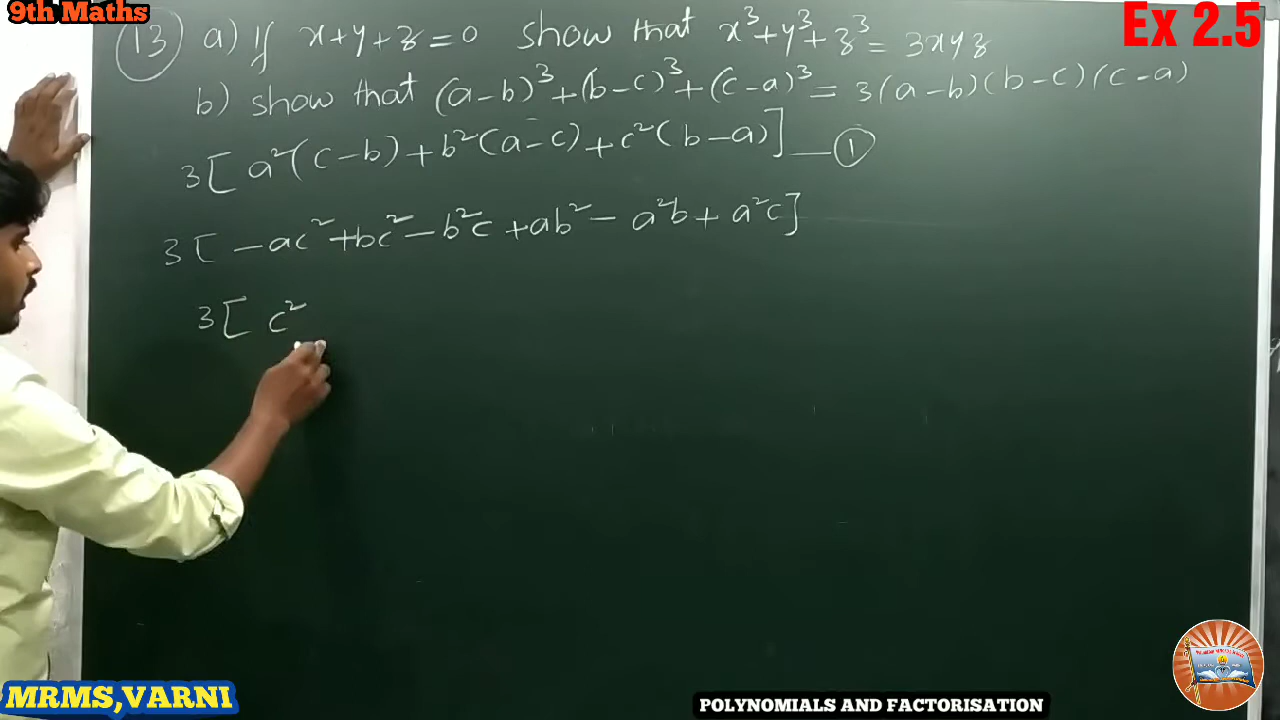 9th Maths
Ex 2.5
(13) a) If x+y+z=0 show that x³+y³+z³=3xyz
b) show that (a-b)³+(b-c)³+(c-a)³=3(a-b)(b-c)(c-a)
3[a²(c-b)+b²(a-c)+c²(b-a)]—①
3[-ac²+bc²-b²c+ab²-a²b+a²c]
3[c²
MRMS,VARNI
POLYNOMIALS AND FACTORISATION